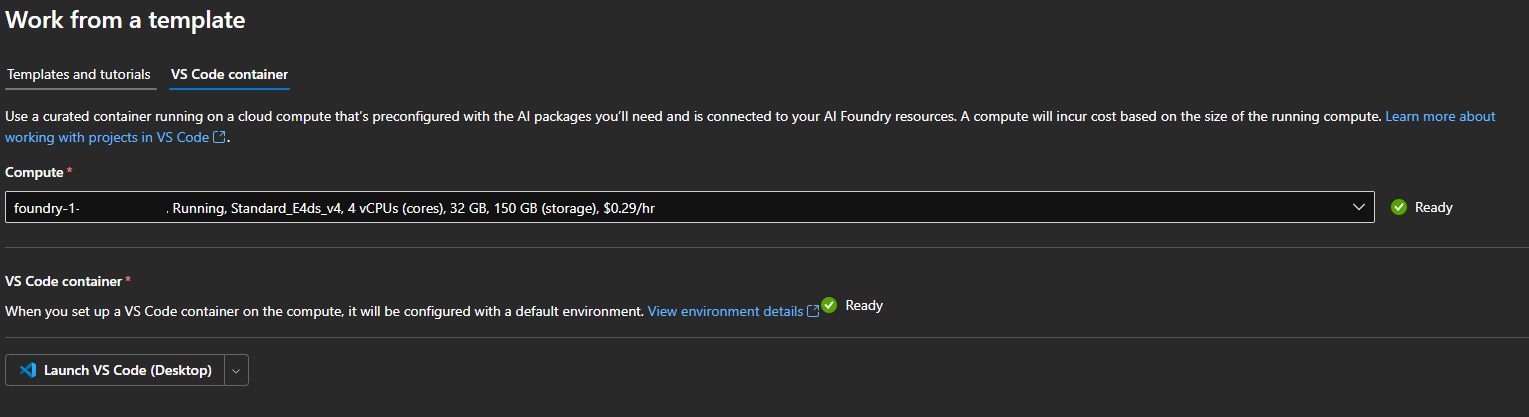 Work from a template
Templates and tutorials VS Code container
Use a curated container running on a cloud compute that's preconfigured with the AI packages you'll need and is connected to your AI Foundry resources. A compute will incur cost based on the size of the running compute. Learn more about
working with projects in VS Code.
Compute *
foundry-1- , Running, Standard_E4ds_v4, 4 vCPUs (cores), 32 GB, 150 GB (storage), $0.29/hr Ready
VS Code container *
When you set up a VS Code container on the compute, it will be configured with a default environment. View environment details Ready
Launch VS Code (Desktop)